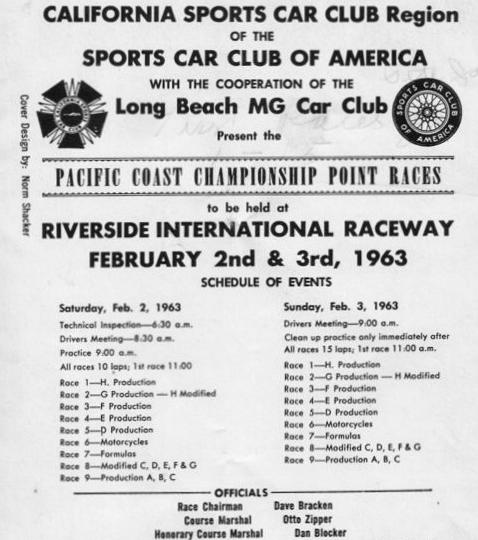 CALIFORNIA SPORTS CAR CLUB Region
OF THE
SPORTS CAR CLUB OF AMERICA
WITH THE COOPERATION OF THE
Long Beach MG Car Club
SPORTS CAR CLUB
OF AMERICA
Present the
Cover Design by: Norm Shacker
PACIFIC COAST CHAMPIONSHIP POINT RACES
to be held at
RIVERSIDE INTERNATIONAL RACEWAY
FEBRUARY 2nd & 3rd, 1963
SCHEDULE OF EVENTS
Saturday, Feb. 2, 1963
Technical Inspection—6:30 a.m.
Drivers Meeting—8:30 a.m.
Practice 9:00 a.m.
All races 10 laps; 1st race 11:00
Race 1—H. Production
Race 2—G Production — H Modified
Race 3—F Production
Race 4—E Production
Race 5—D Production
Race 6—Motorcycles
Race 7—Formulas
Race 8—Modified C, D, E, F & G
Race 9—Production A, B, C
Sunday, Feb. 3, 1963
Drivers Meeting—9:00 a.m.
Clean up practice only immediately after
All races 15 laps; 1st race 11:00 a.m.
Race 1—H. Production
Race 2—G Production — H Modified
Race 3—F Production
Race 4—E Production
Race 5—D Production
Race 6—Motorcycles
Race 7—Formulas
Race 8—Modified C, D, E, F & G
Race 9—Production A, B, C
OFFICIALS
Race Chairman Dave Bracken
Course Marshal Otto Zipper
Honorary Course Marshal Dan Blocker